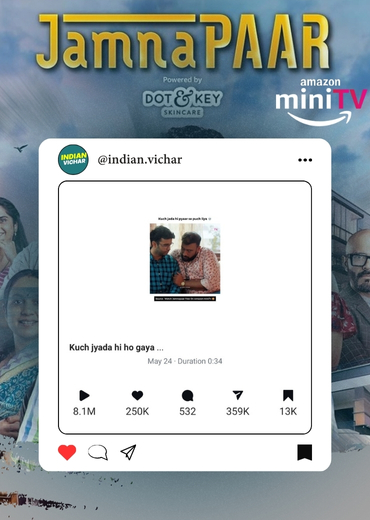 JamnaPAAR
Powered by
DOT & KEY
SKINCARE
amazon
miniTV
INDIAN
VICHAR
@indian.vichar
Kuch jyada hi pyaar se puch liya
Kuch jyada hi ho gaya ...
May 24 · Duration 0:34
8.1M 250K 532 359K 13K